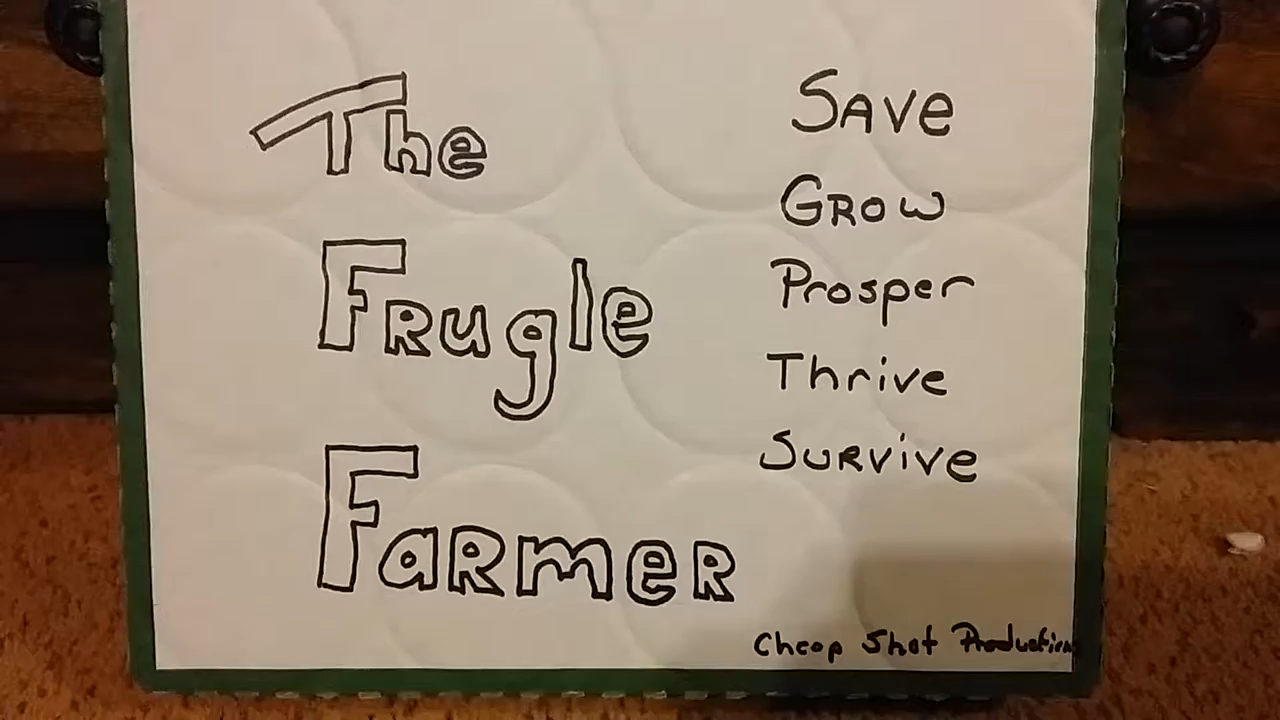 The
Frugle
Farmer
Save
Grow
Prosper
Thrive
Survive
Cheap Shot Productions